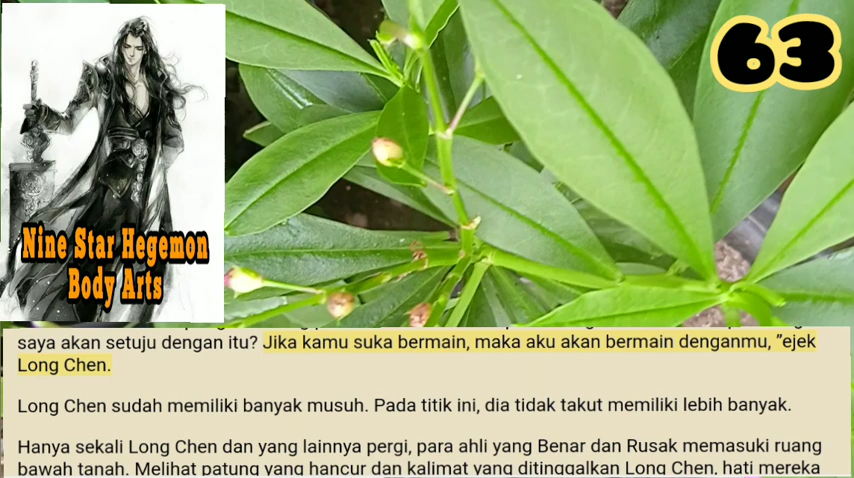 63
Nine Star Hegemon
Body Arts
saya akan setuju dengan itu? Jika kamu suka bermain, maka aku akan bermain denganmu, ”ejek
Long Chen.
Long Chen sudah memiliki banyak musuh. Pada titik ini, dia tidak takut memiliki lebih banyak.
Hanya sekali Long Chen dan yang lainnya pergi, para ahli yang Benar dan Rusak memasuki ruang
bawah tanah. Melihat patung yang hancur dan kalimat yang ditinggalkan Long Chen, hati mereka